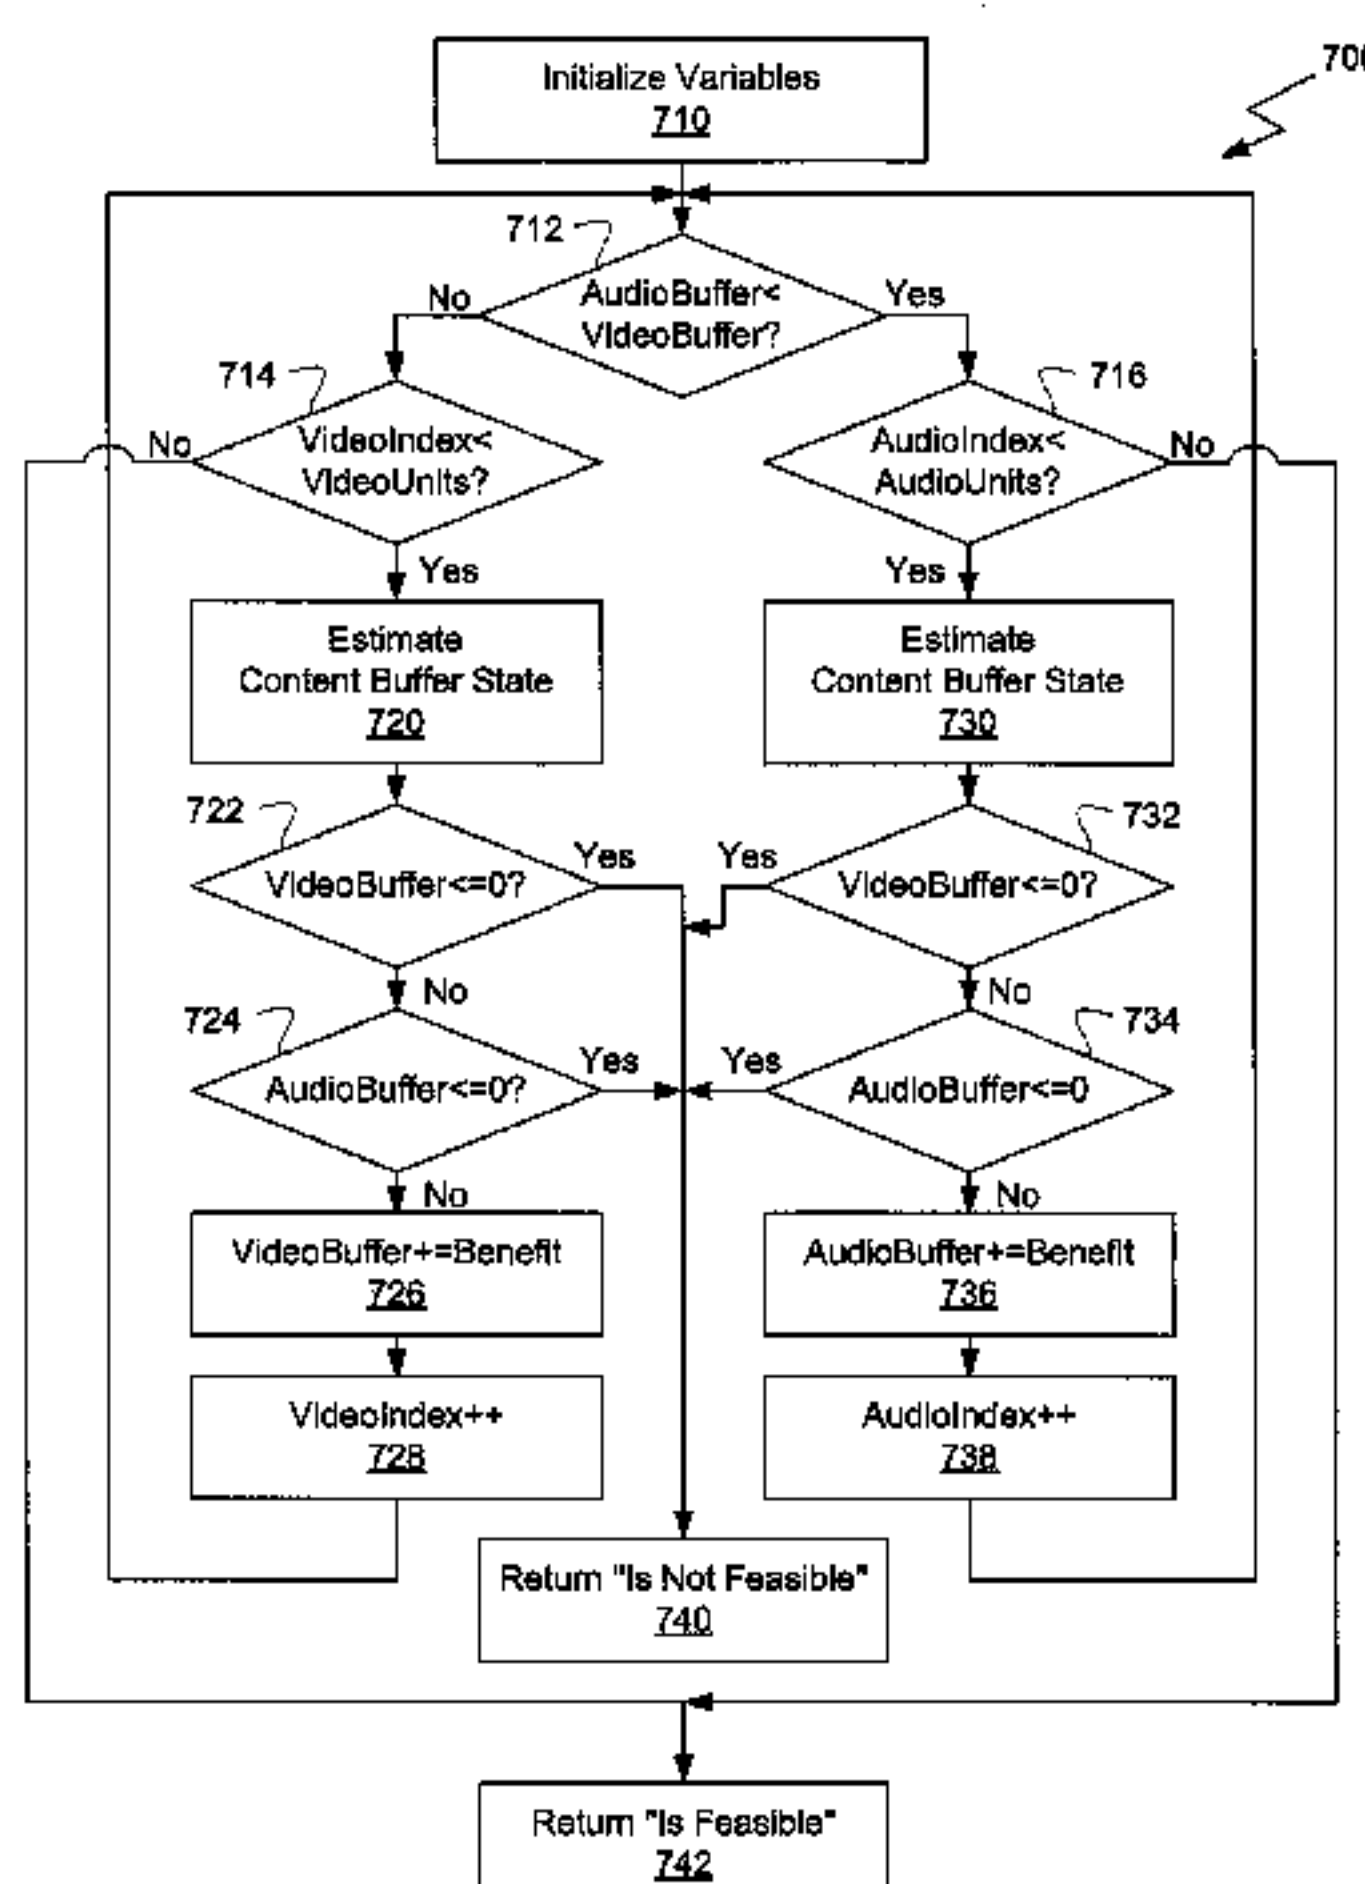 Initialize Variables
710
700
712
AudioBuffer<
VideoBuffer?
No
Yes
714
VideoIndex<
VideoUnits?
No
Yes
716
AudioIndex<
AudioUnits?
No
Yes
Estimate
Content Buffer State
720
Estimate
Content Buffer State
730
722
VideoBuffer<=0?
Yes
No
732
VideoBuffer<=0?
Yes
No
724
AudioBuffer<=0?
Yes
No
734
AudioBuffer<=0
Yes
No
VideoBuffer+=Benefit
726
AudioBuffer+=Benefit
736
VideoIndex++
728
AudioIndex++
738
Return "Is Not Feasible"
740
Return "Is Feasible"
742